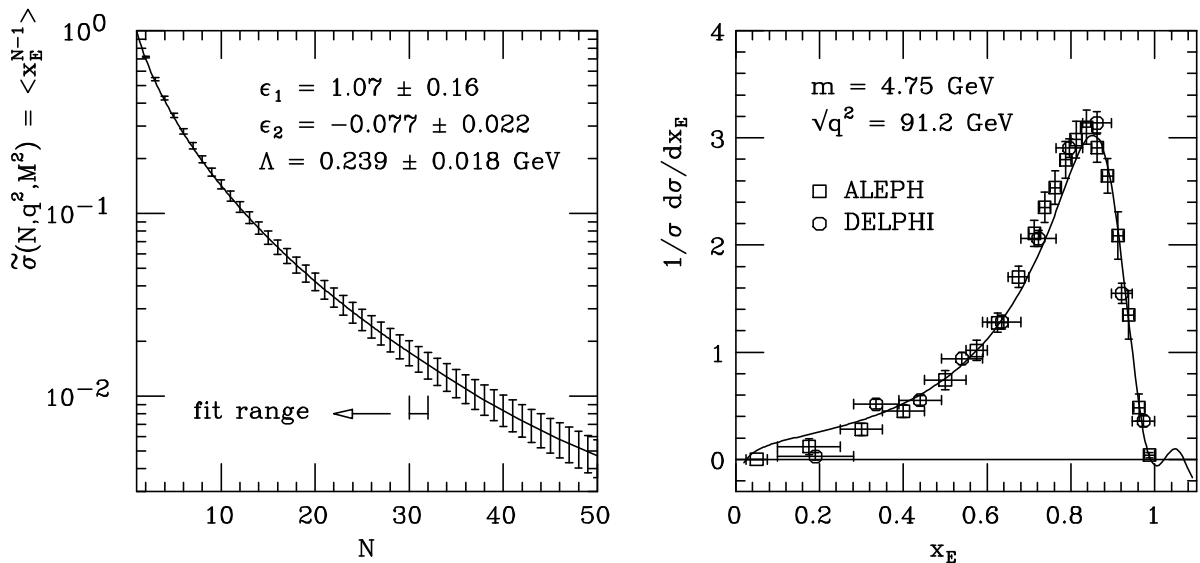 σ̃(N,q²,M²) = <x_E^{N-1}>
10⁰
10⁻¹
10⁻²
ϵ₁ = 1.07 ± 0.16
ϵ₂ = −0.077 ± 0.022
Λ = 0.239 ± 0.018 GeV
fit range
10 20 30 40 50
N
1/σ dσ/dx_E
4
3
2
1
0
m = 4.75 GeV
√q² = 91.2 GeV
ALEPH
DELPHI
0 0.2 0.4 0.6 0.8 1
x_E